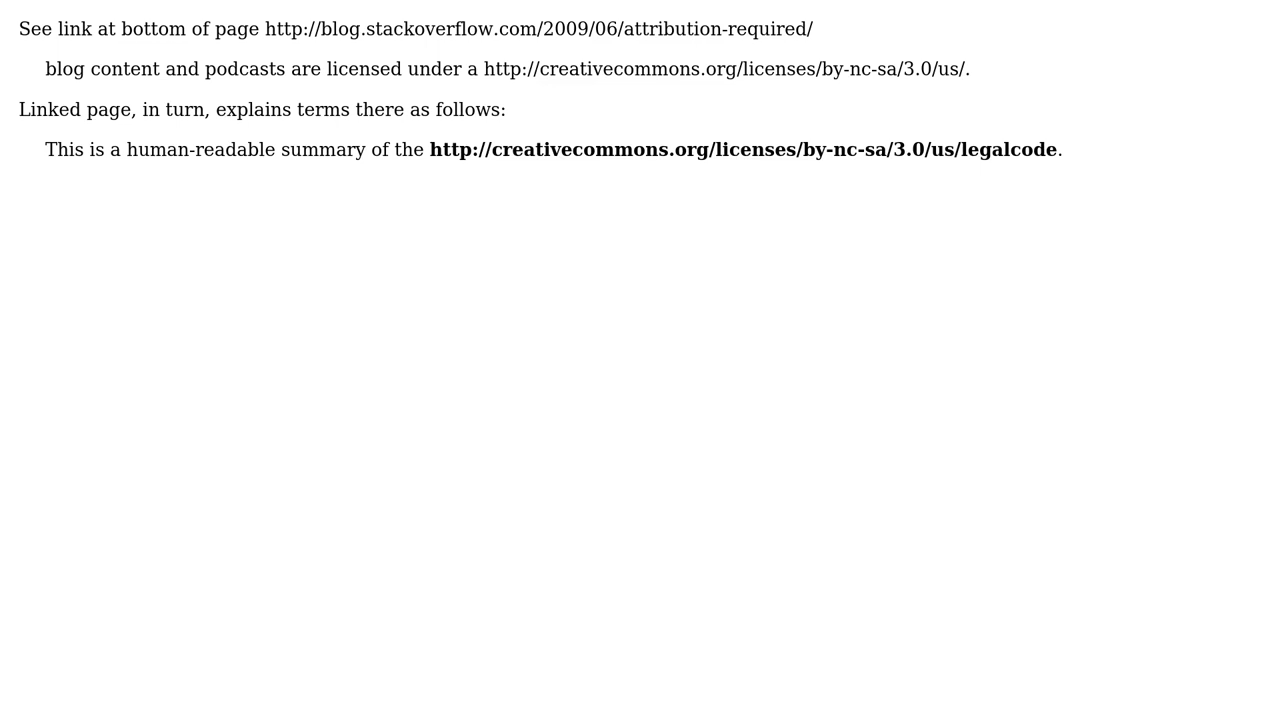 See link at bottom of page http://blog.stackoverflow.com/2009/06/attribution-required/
blog content and podcasts are licensed under a http://creativecommons.org/licenses/by-nc-sa/3.0/us/.
Linked page, in turn, explains terms there as follows:
This is a human-readable summary of the http://creativecommons.org/licenses/by-nc-sa/3.0/us/legalcode.